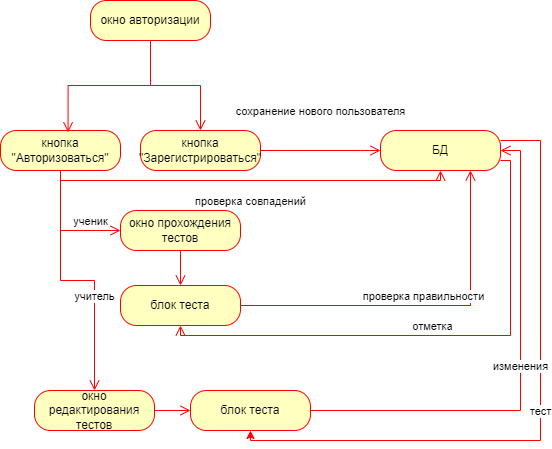 окно авторизации
сохранение нового пользователя
кнопка
"Авторизоваться"
кнопка
"Зарегистрироваться"
БД
проверка совпадений
ученик
окно прохождения
тестов
учитель
блок теста
проверка правильности
отметка
изменения
окно
редактирования
тестов
блок теста
тест